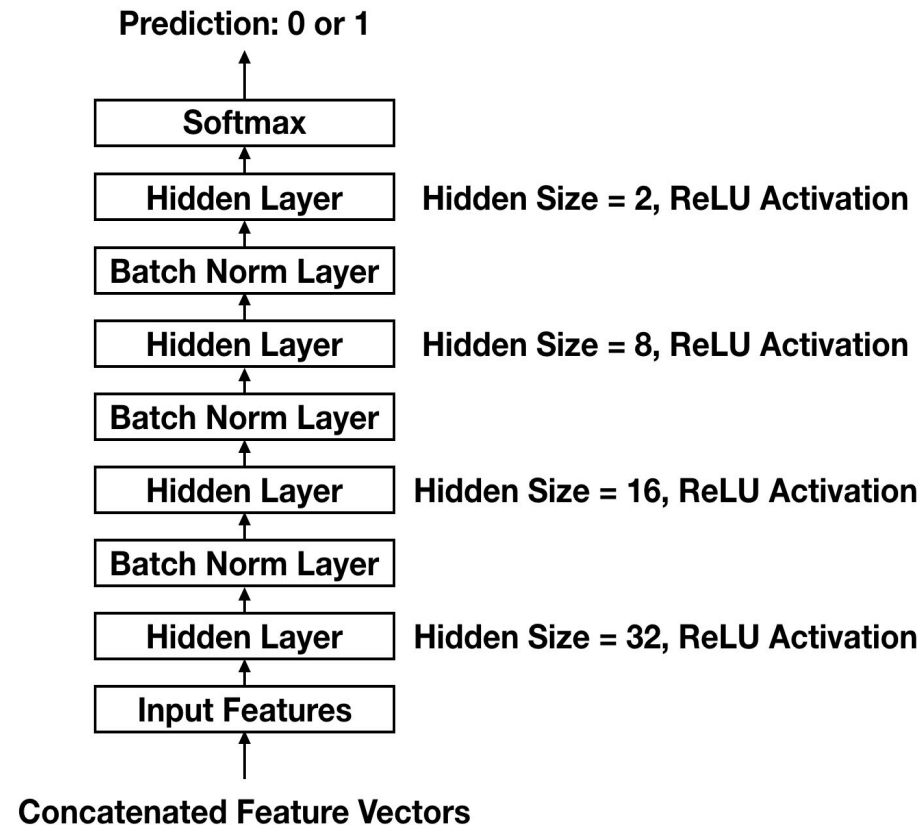 Prediction: 0 or 1
Softmax
Hidden Layer Hidden Size = 2, ReLU Activation
Batch Norm Layer
Hidden Layer Hidden Size = 8, ReLU Activation
Batch Norm Layer
Hidden Layer Hidden Size = 16, ReLU Activation
Batch Norm Layer
Hidden Layer Hidden Size = 32, ReLU Activation
Input Features
Concatenated Feature Vectors